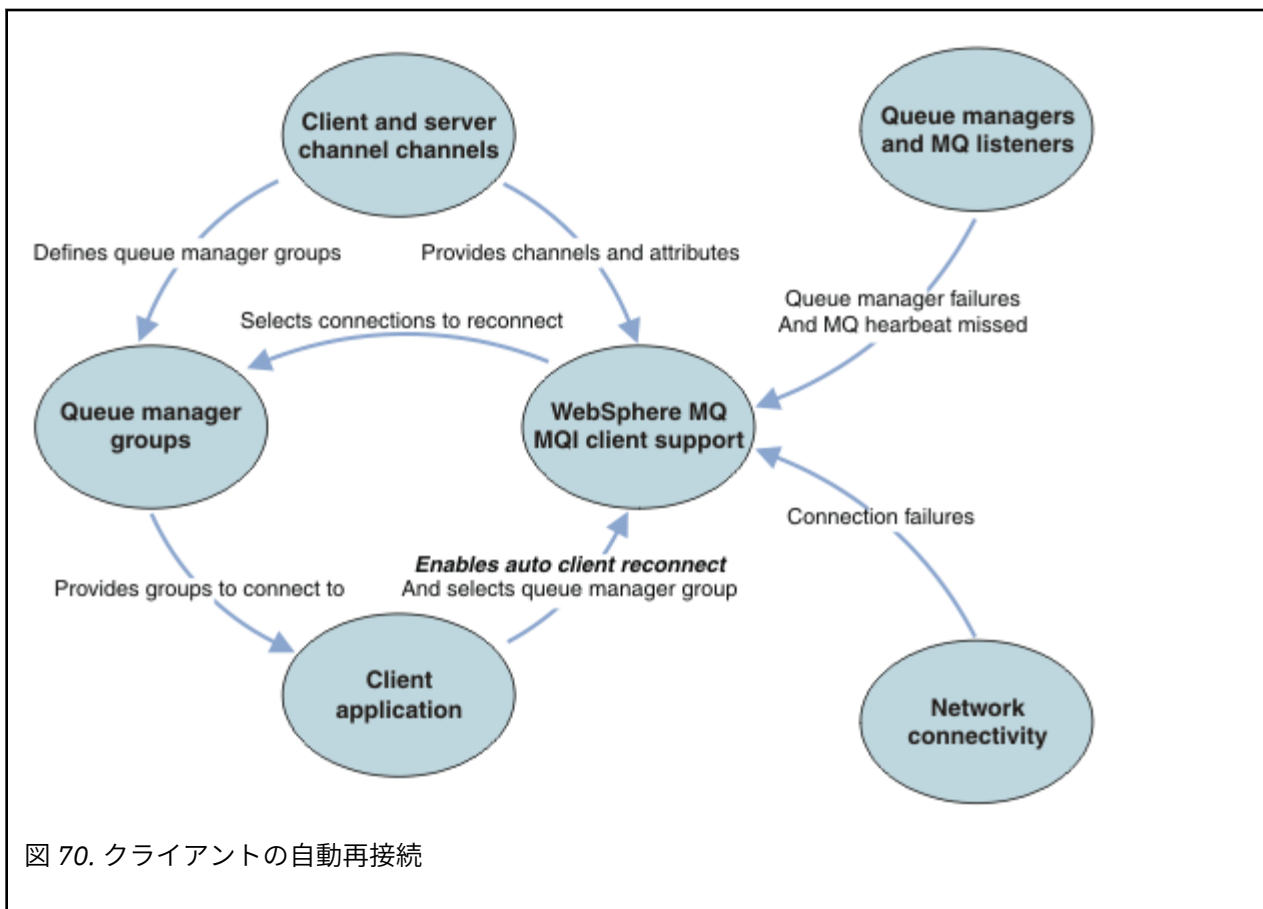 Client and server
channel channels
Queue managers
and MQ listeners
Defines queue manager groups
Provides channels and attributes
Queue manager failures
And MQ hearbeat missed
Selects connections to reconnect
Queue manager
groups
WebSphere MQ
MQI client support
Connection failures
Enables auto client reconnect
And selects queue manager group
Provides groups to connect to
Client
application
Network
connectivity
図 70. クライアントの自動再接続